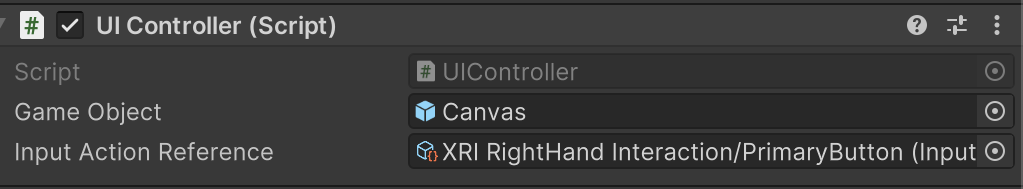 UI Controller (Script)
Script UIController
Game Object Canvas
Input Action Reference XRI RightHand Interaction/PrimaryButton (Input